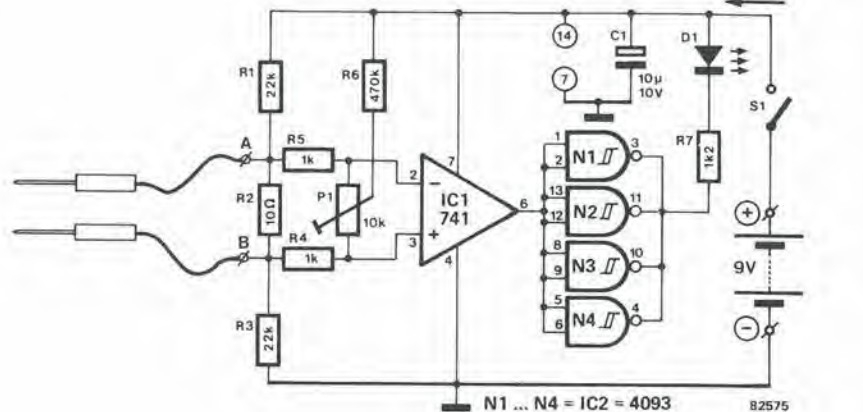 R1
22k
R6
470k
14
7
C1
10µ
10V
D1
S1
A
R5
1k
R2
10Ω
P1
10k
B
R4
1k
R3
22k
2
3
7
4
6
IC1
741
1
2
N1
3
13
12
N2
11
8
9
N3
10
5
6
N4
4
R7
1k2
9V
N1 ... N4 = IC2 = 4093
82575